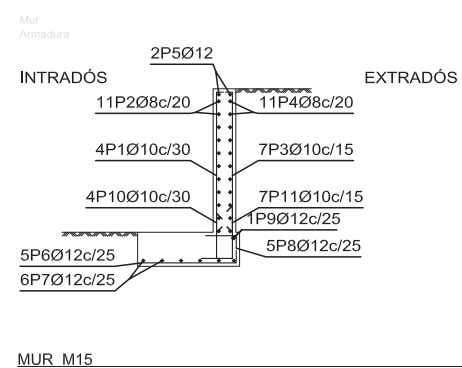 Mur
Armadura
2P5Ø12
INTRADÓS
EXTRADÓS
11P2Ø8c/20
11P4Ø8c/20
4P1Ø10c/30
7P3Ø10c/15
4P10Ø10c/30
7P11Ø10c/15
1P9Ø12c/25
5P8Ø12c/25
5P6Ø12c/25
6P7Ø12c/25
MUR M15